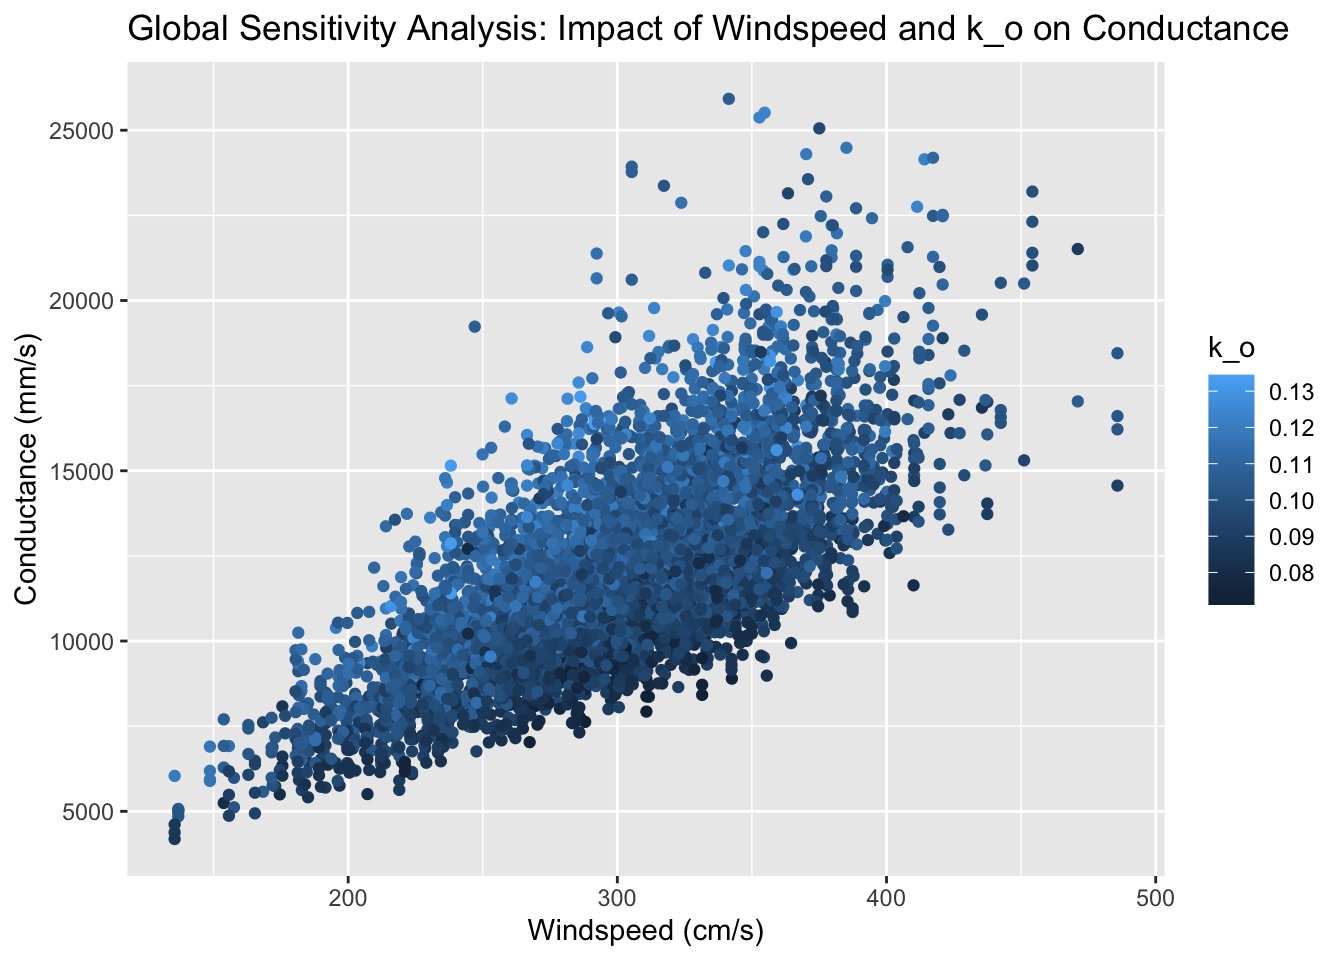 Global Sensitivity Analysis: Impact of Windspeed and k_o on Conductance
25000
20000
15000
10000
5000
Conductance (mm/s)
200 300 400 500
Windspeed (cm/s)
k_o
0.13
0.12
0.11
0.10
0.09
0.08